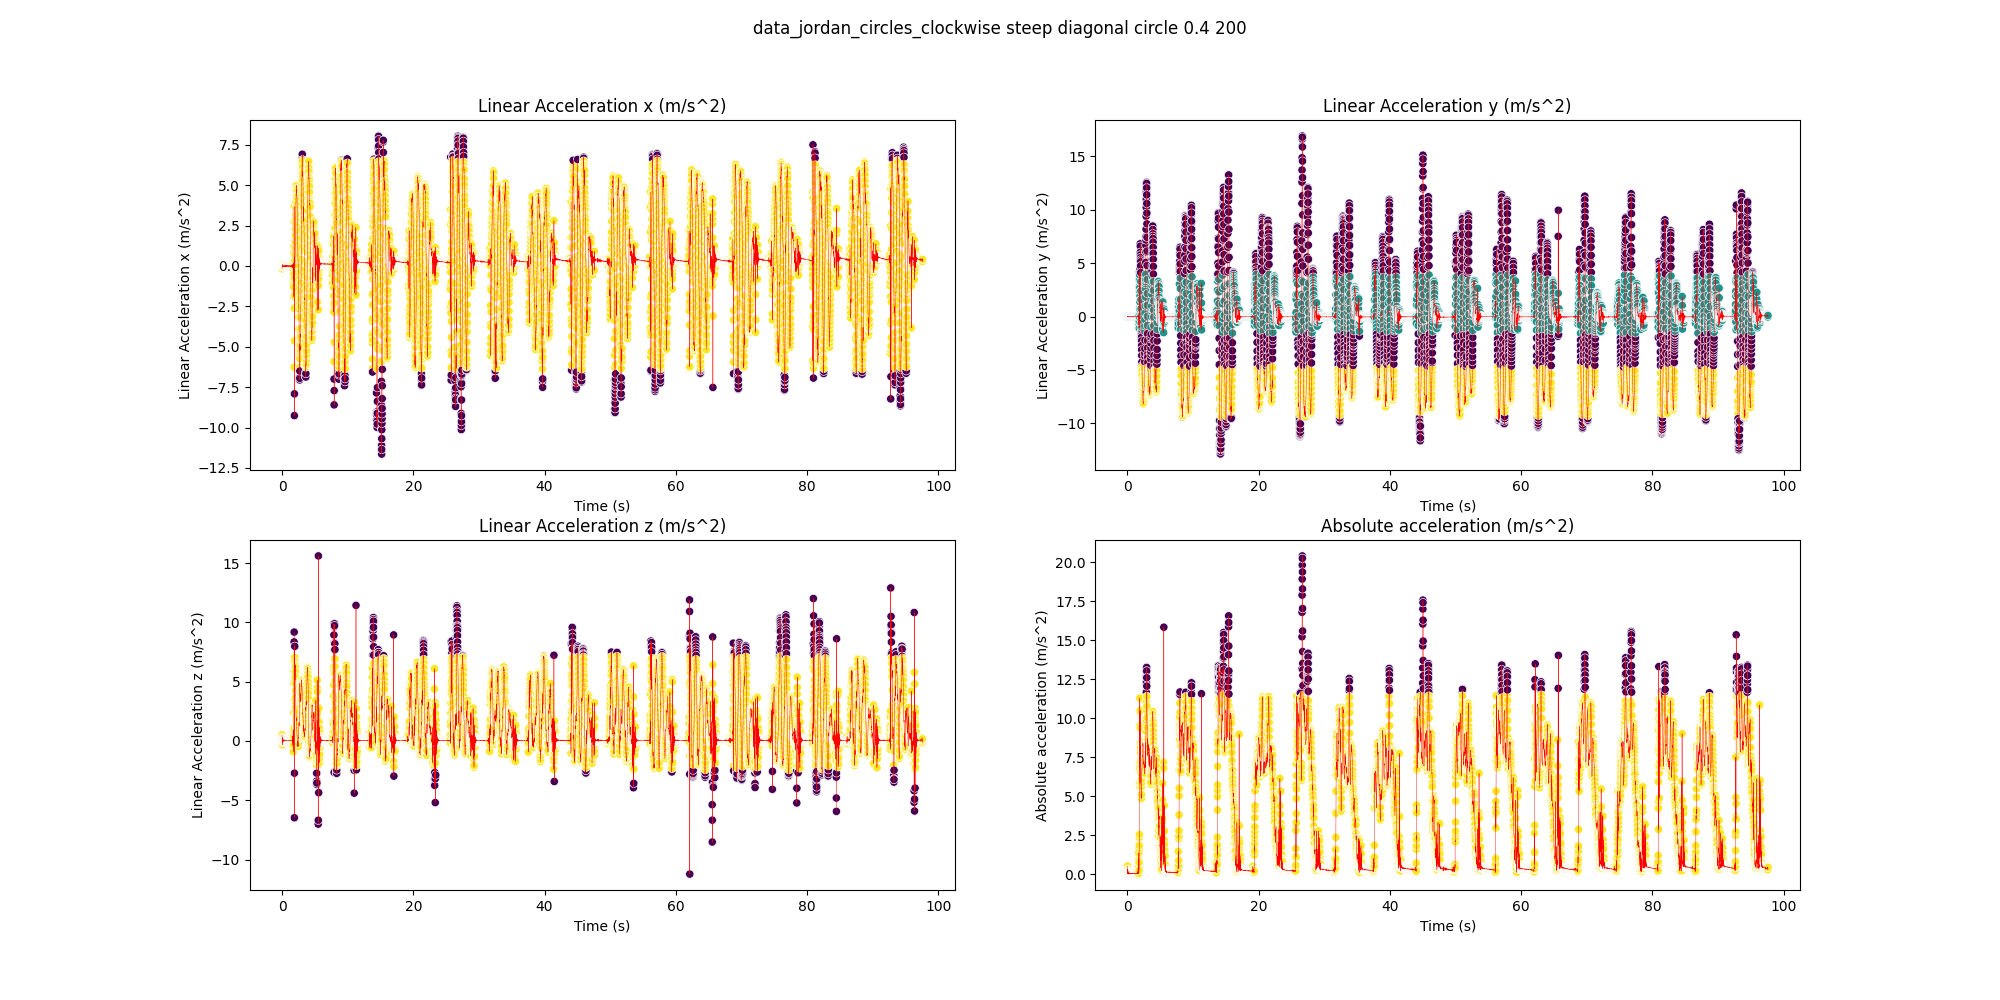 data_jordan_circles_clockwise steep diagonal circle 0.4 200
Linear Acceleration x (m/s^2)
Linear Acceleration x (m/s^2)
7.5
5.0
2.5
0.0
−2.5
−5.0
−7.5
−10.0
−12.5
0 20 40 60 80 100
Time (s)
Linear Acceleration y (m/s^2)
Linear Acceleration y (m/s^2)
15
10
5
0
−5
−10
0 20 40 60 80 100
Time (s)
Linear Acceleration z (m/s^2)
Linear Acceleration z (m/s^2)
15
10
5
0
−5
−10
0 20 40 60 80 100
Time (s)
Absolute acceleration (m/s^2)
Absolute acceleration (m/s^2)
20.0
17.5
15.0
12.5
10.0
7.5
5.0
2.5
0.0
0 20 40 60 80 100
Time (s)